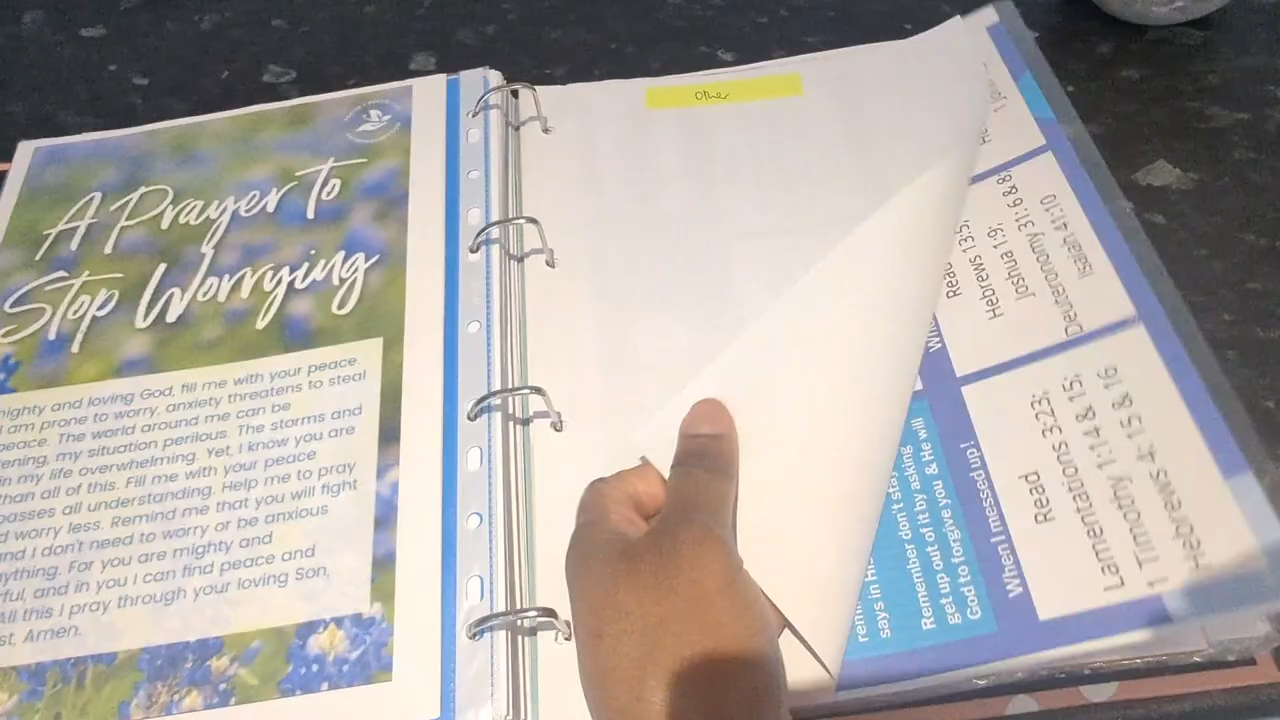 A Prayer to
Stop Worrying
mighty and loving God, fill me with your peace.
I am prone to worry, anxiety threatens to steal
peace. The world around me can be
tening, my situation perilous. The storms and
in my life overwhelming. Yet, I know you are
than all of this. Fill me with your peace
passes all understanding. Help me to pray
d worry less. Remind me that you will fight
and I don't need to worry or be anxious
nything. For you are mighty and
rful, and in you I can find peace and
All this I pray through your loving Son,
st, Amen.
Other
Read
Hebrews 13:5,
Joshua 1:9,
Deuteronomy 31: 6 & 8,
Isaiah 41:10
says in
Remember don't stay
get up out of it by asking
God to forgive you & He will
When I messed up!
Read
Lamentations 3:23;
1 Timothy 1:14 & 15;
Hebrews 4: 15 & 16